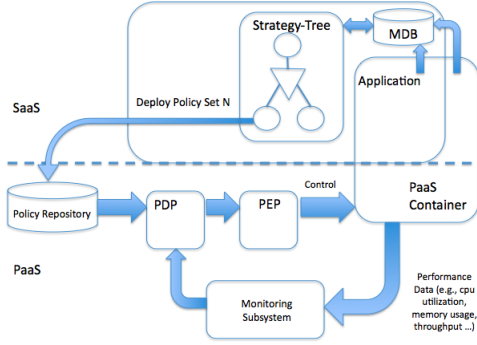 Strategy-Tree
MDB
Application
Deploy Policy Set N
SaaS
Policy Repository
PDP
PEP
Control
PaaS
Container
PaaS
Monitoring
Subsystem
Performance
Data (e.g., cpu
utilization,
memory usage,
throughput ...)